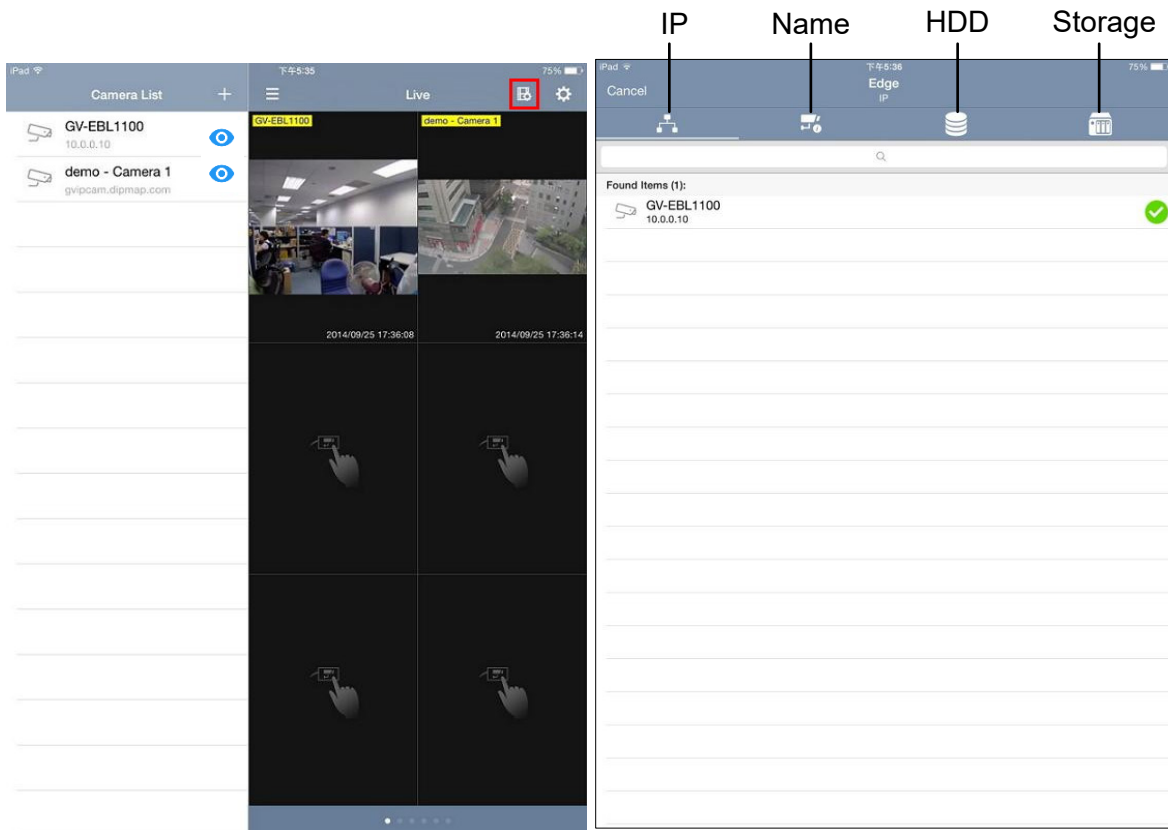 IP Name HDD Storage
iPad 下午5:35 75%
Camera List + Live
GV-EBL1100
10.0.0.10
demo - Camera 1
gvipcam.dipmap.com
GV-EBL1100
demo - Camera 1
2014/09/25 17:36:08
2014/09/25 17:36:14
iPad 下午5:36 75%
Cancel Edge
IP
Found Items (1):
GV-EBL1100
10.0.0.10